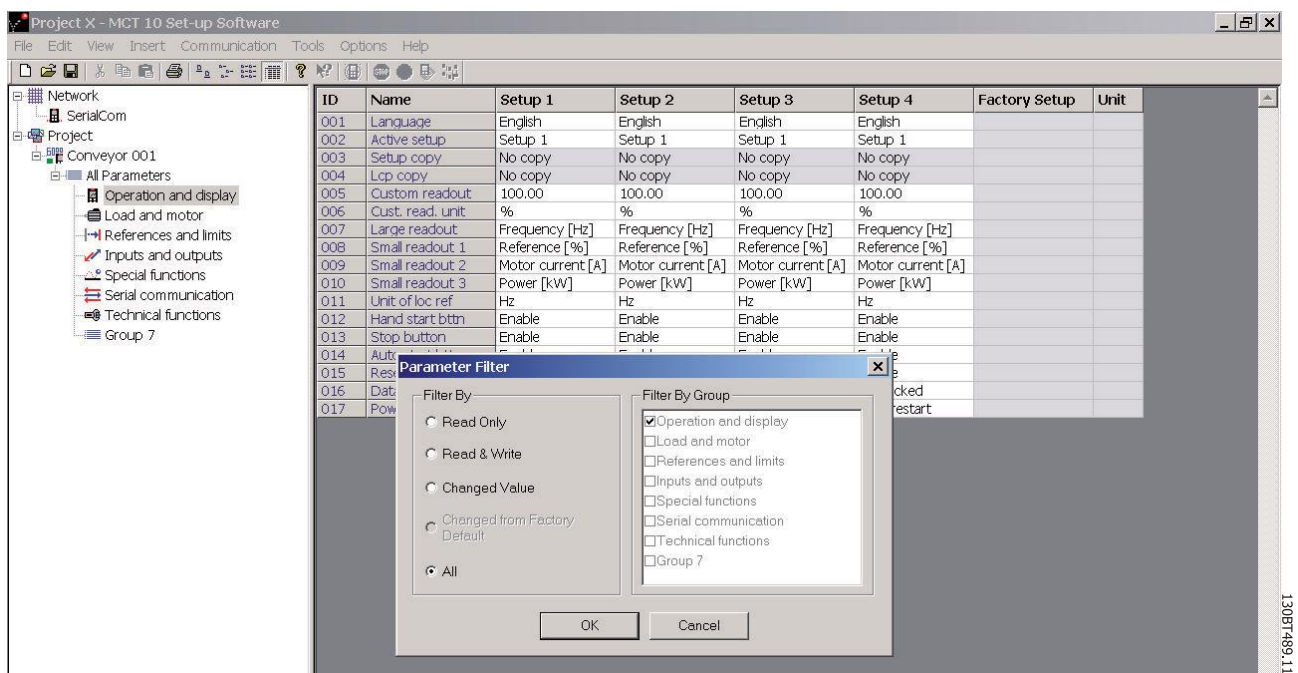 Project X - MCT 10 Set-up Software
File Edit View Insert Communication Tools Options Help
Network
SerialCom
Project
Conveyor 001
All Parameters
Operation and display
Load and motor
References and limits
Inputs and outputs
Special functions
Serial communication
Technical functions
Group 7
ID Name Setup 1 Setup 2 Setup 3 Setup 4 Factory Setup Unit
001 Language English English English English
002 Active setup Setup 1 Setup 1 Setup 1 Setup 1
003 Setup copy No copy No copy No copy No copy
004 Lcp copy No copy No copy No copy No copy
005 Custom readout 100.00 100.00 100.00 100.00
006 Cust. read. unit % % % %
007 Large readout Frequency [Hz] Frequency [Hz] Frequency [Hz] Frequency [Hz]
008 Small readout 1 Reference [%] Reference [%] Reference [%] Reference [%]
009 Small readout 2 Motor current [A] Motor current [A] Motor current [A] Motor current [A]
010 Small readout 3 Power [kW] Power [kW] Power [kW] Power [kW]
011 Unit of loc ref Hz Hz Hz Hz
012 Hand start bttn Enable Enable Enable Enable
013 Stop button Enable Enable Enable Enable
014
015
016
017
Parameter Filter
Filter By
Read Only
Read & Write
Changed Value
Changed from Factory
Default
All
Filter By Group
Operation and display
Load and motor
References and limits
Inputs and outputs
Special functions
Serial communication
Technical functions
Group 7
OK Cancel
130BT489.11